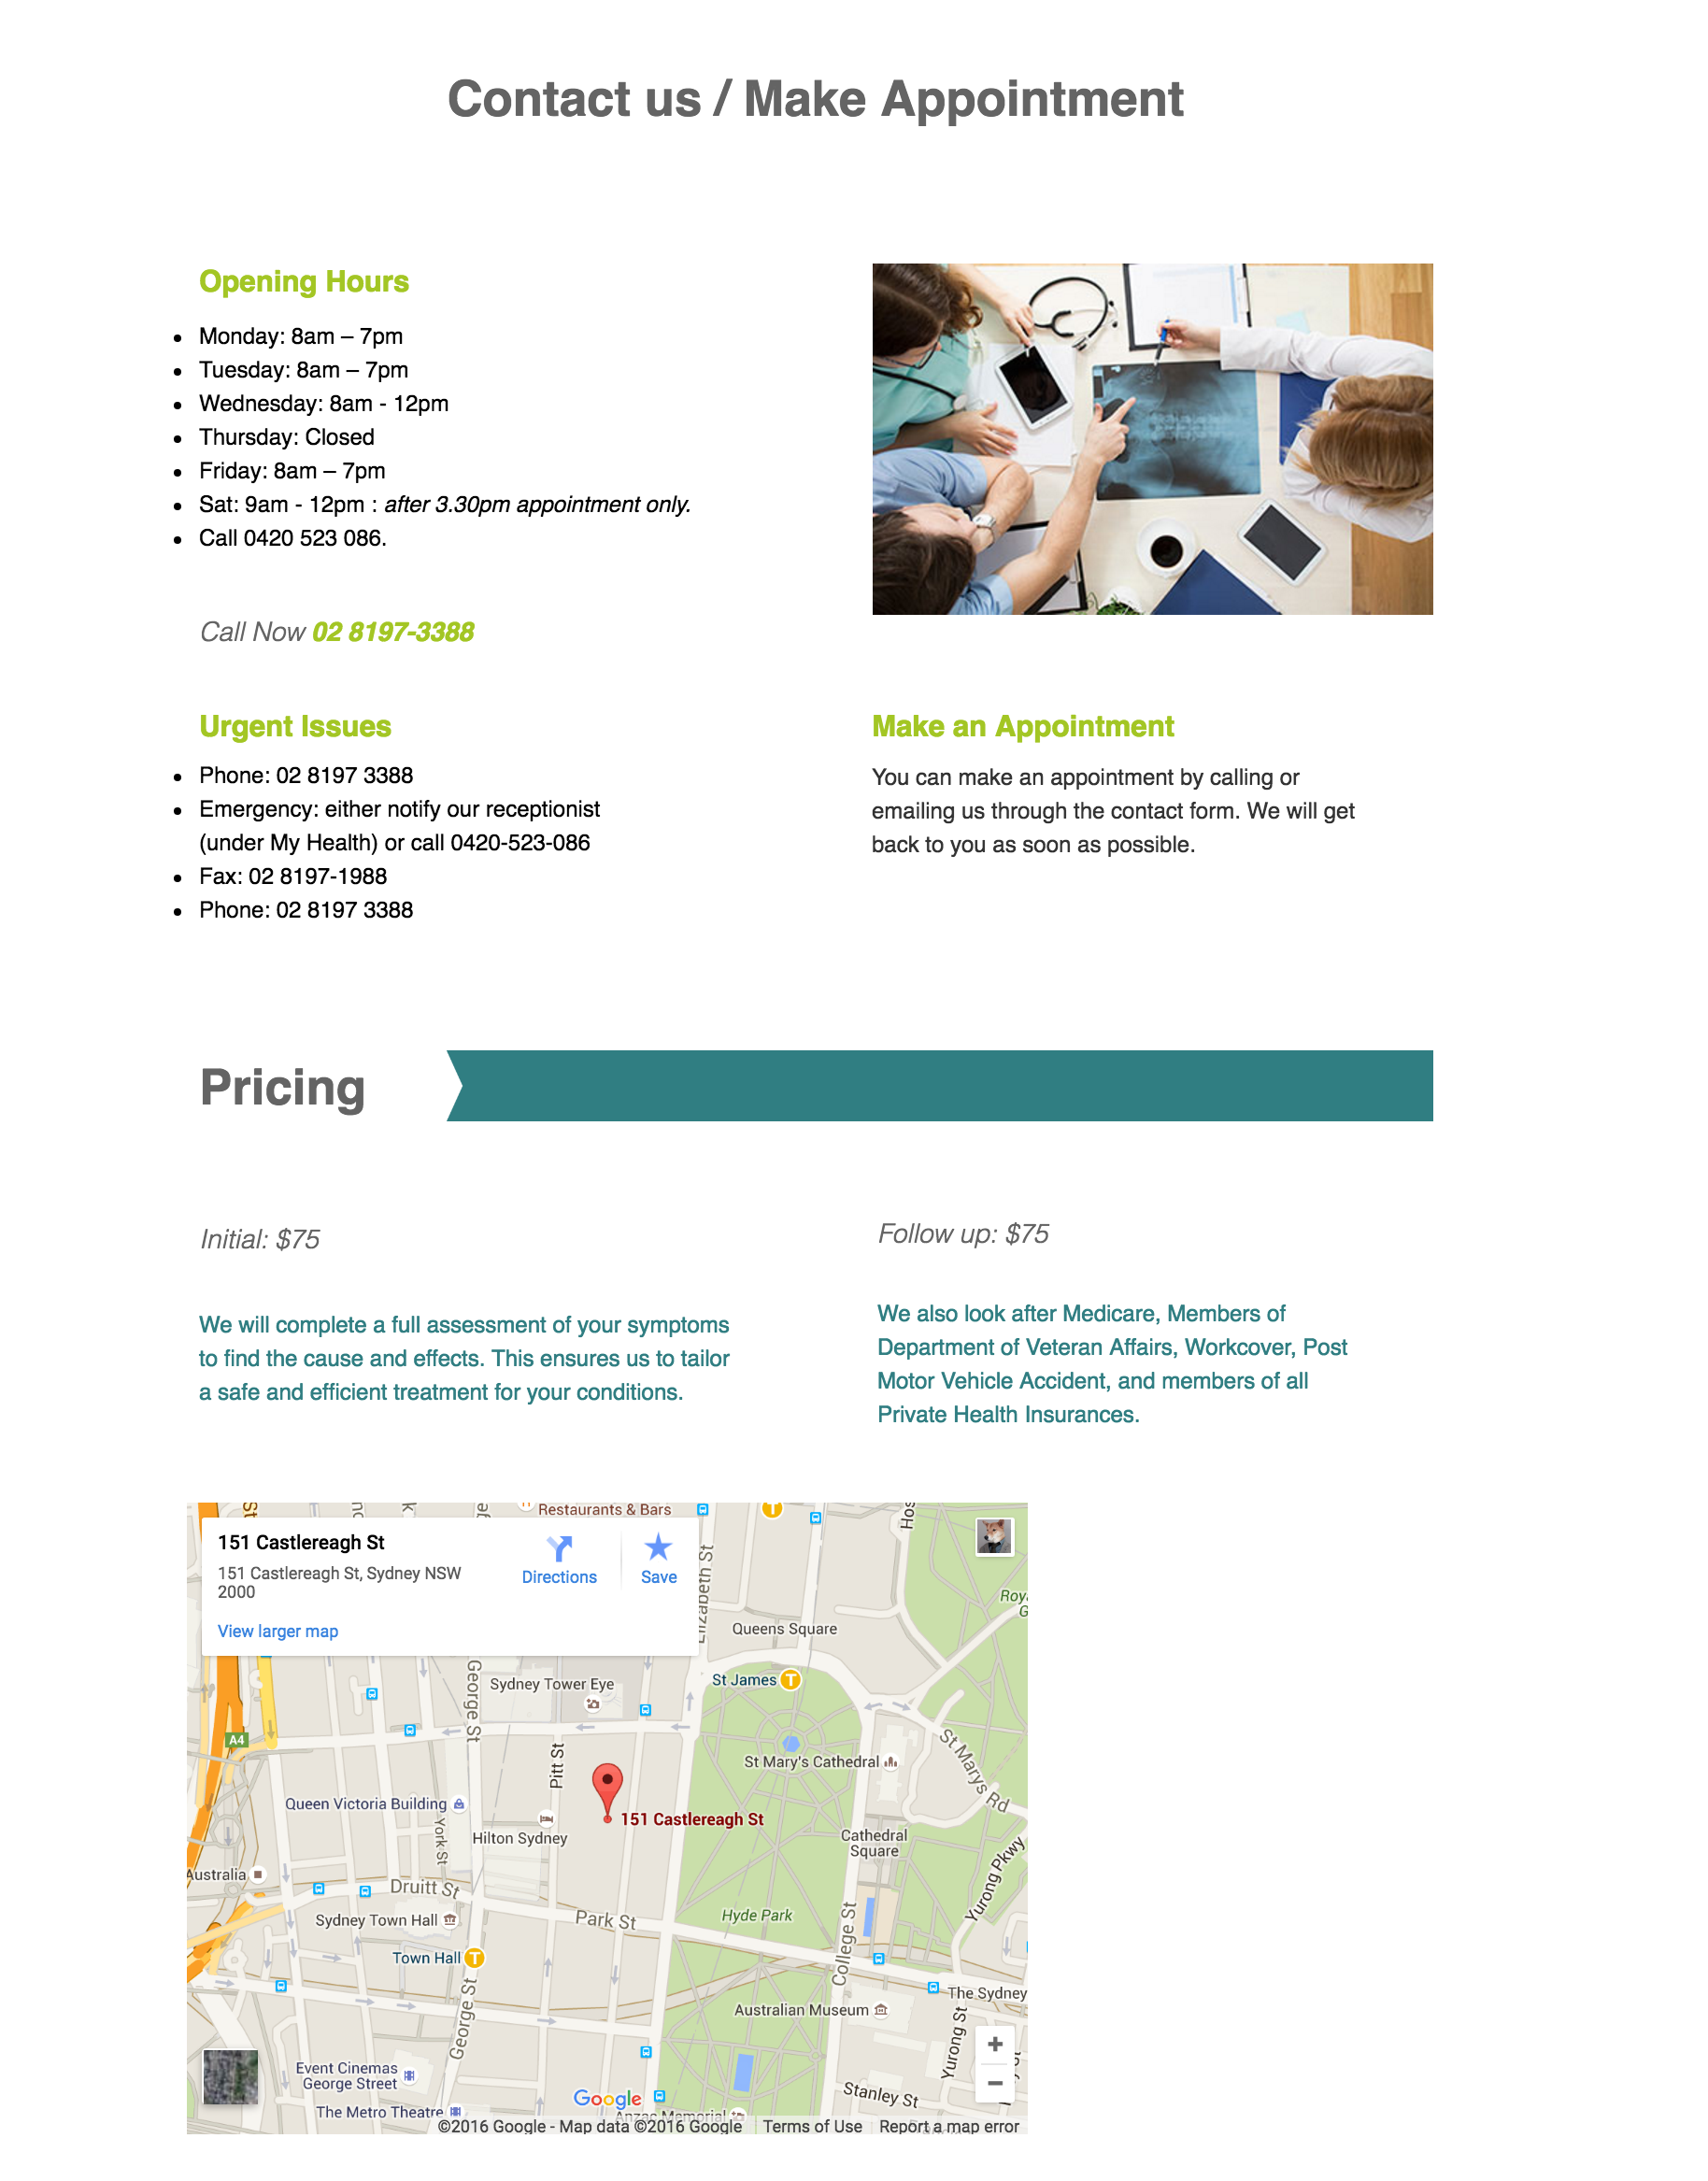 Contact us / Make Appointment
Opening Hours
Monday: 8am – 7pm
Tuesday: 8am – 7pm
Wednesday: 8am - 12pm
Thursday: Closed
Friday: 8am – 7pm
Sat: 9am - 12pm : after 3.30pm appointment only.
Call 0420 523 086.
Call Now 02 8197-3388
Urgent Issues
Phone: 02 8197 3388
Emergency: either notify our receptionist
(under My Health) or call 0420-523-086
Fax: 02 8197-1988
Phone: 02 8197 3388
Make an Appointment
You can make an appointment by calling or
emailing us through the contact form. We will get
back to you as soon as possible.
Pricing
Initial: $75
We will complete a full assessment of your symptoms
to find the cause and effects. This ensures us to tailor
a safe and efficient treatment for your conditions.
Follow up: $75
We also look after Medicare, Members of
Department of Veteran Affairs, Workcover, Post
Motor Vehicle Accident, and members of all
Private Health Insurances.
Restaurants & Bars
151 Castlereagh St
151 Castlereagh St, Sydney NSW
2000
View larger map
Directions
Save
Elizabeth St
Queens Square
St James
T
George St
Sydney Tower Eye
A4
Pitt St
St Mary's Cathedral
St Marys Rd
Queen Victoria Building
York St
Hilton Sydney
151 Castlereagh St
Cathedral
Square
Yurong Pkwy
Australia
Druitt St
Sydney Town Hall
Park St
Hyde Park
College St
Town Hall
T
George St
Australian Museum
The Sydney
Yurong St
Event Cinemas
George Street
Stanley St
The Metro Theatre
Google
Anzac Memorial
©2016 Google - Map data ©2016 Google
Terms of Use
Report a map error